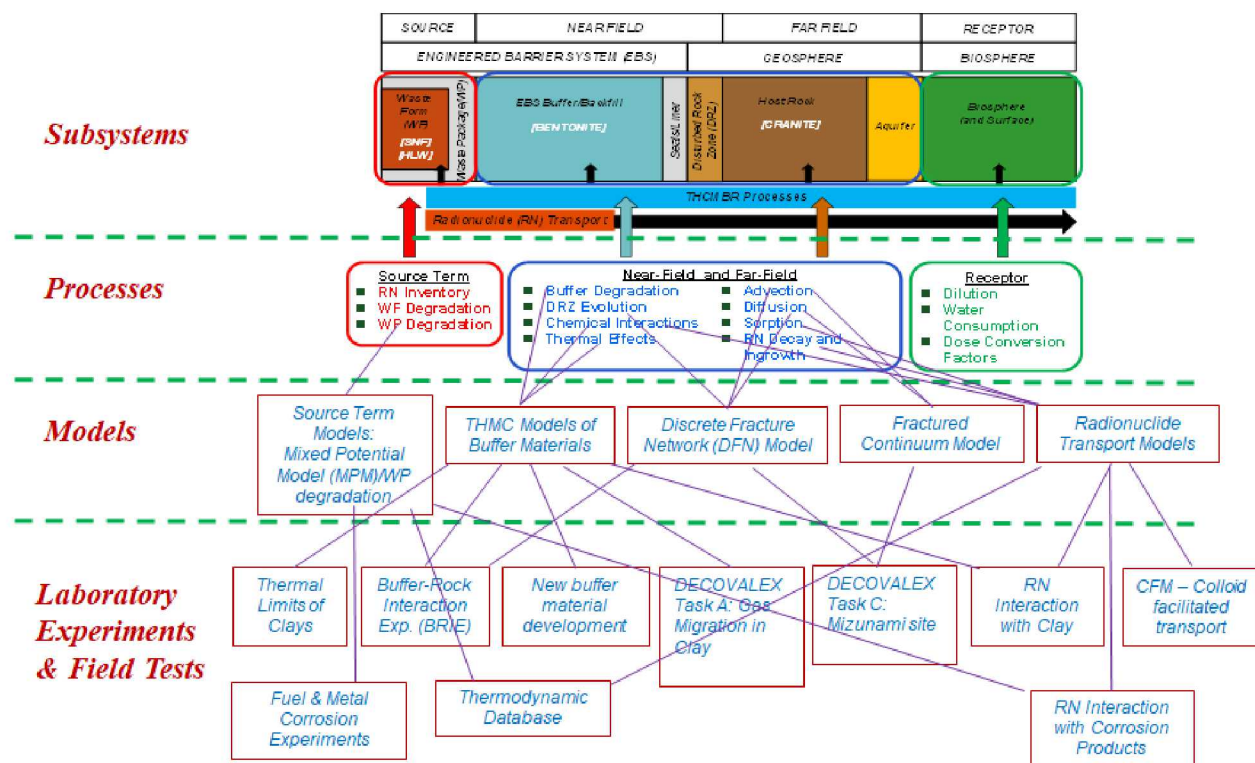 SOURCE
NEAR FIELD
FAR FIELD
RECEPTOR
ENGINEERED BARRIER SYSTEM (EBS)
GEOSPHERE
BIOSPHERE
Subsystems
Waste
Form
(WF)
[SNF]
[HLW]
Waste Package(WP)
EBS Buffer/Backfill
[BENTONITE]
Seals/Liner
Disturbed Rock
Zone (DRZ)
Host Rock
[GRANITE]
Aquifer
Biosphere
(and Surface)
THCMBR Processes
Radionuclide (RN) Transport
Processes
Source Term
RN Inventory
WF Degradation
WP Degradation
Near-Field and Far-Field
Buffer Degradation
DRZ Evolution
Chemical Interactions
Thermal Effects
Advection
Diffusion
Sorption
RN Decay and
Ingrowth
Receptor
Dilution
Water
Consumption
Dose Conversion
Factors
Models
Source Term
Models:
Mixed Potential
Model (MPM)/WP
degradation
THMC Models of
Buffer Materials
Discrete Fracture
Network (DFN) Model
Fractured
Continuum Model
Radionuclide
Transport Models
Laboratory
Experiments
& Field Tests
Thermal
Limits of
Clays
Buffer-Rock
Interaction
Exp. (BRIE)
New buffer
material
development
DECOVALEX
Task A: Gas
Migration in
Clay
DECOVALEX
Task C:
Mizunami site
RN
Interaction
with Clay
CFM – Colloid
facilitated
transport
Fuel & Metal
Corrosion
Experiments
Thermodynamic
Database
RN Interaction
with Corrosion
Products